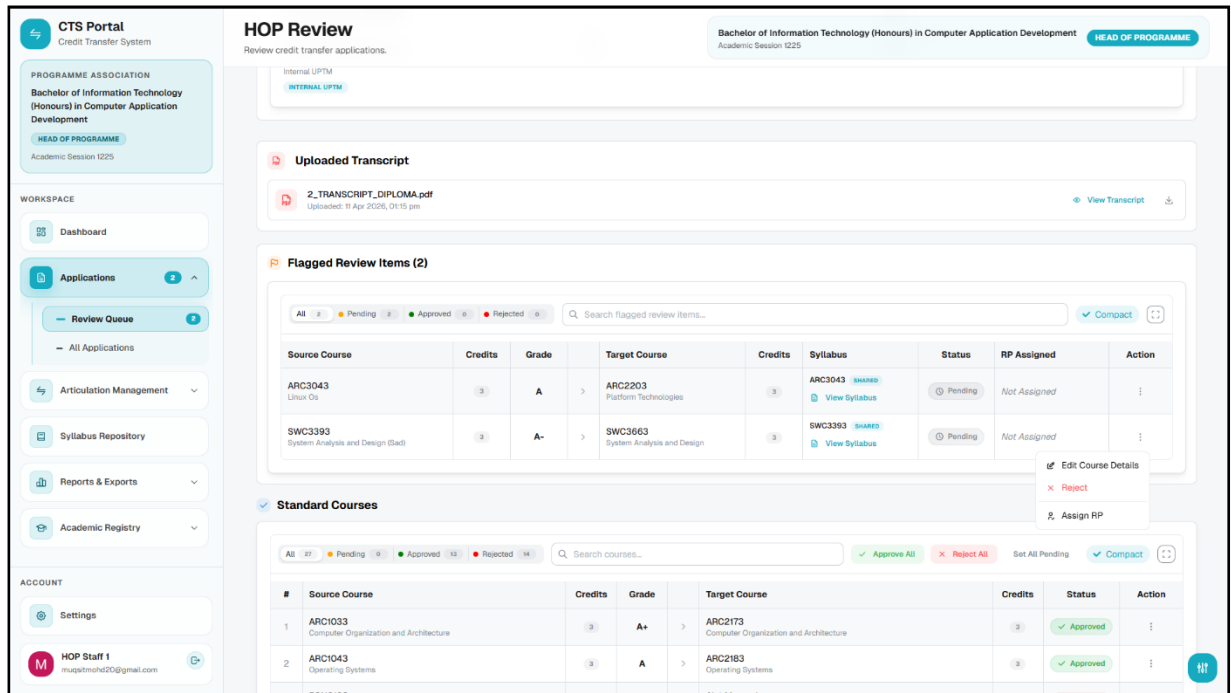 CTS Portal
Credit Transfer System
PROGRAMME ASSOCIATION
Bachelor of Information Technology
(Honours) in Computer Application
Development
HEAD OF PROGRAMME
Academic Session 1225
WORKSPACE
Dashboard
Applications 2
Review Queue 2
All Applications
Articulation Management
Syllabus Repository
Reports & Exports
Academic Registry
ACCOUNT
Settings
M
HOP Staff 1
muqsitmohd20@gmail.com
HOP Review
Review credit transfer applications.
Bachelor of Information Technology (Honours) in Computer Application Development
Academic Session 1225
HEAD OF PROGRAMME
Internal UPTM
INTERNAL UPTM
Uploaded Transcript
2_TRANSCRIPT_DIPLOMA.pdf
Uploaded: 11 Apr 2026, 01:15 pm
View Transcript
Flagged Review Items (2)
All 2 Pending 2 Approved 0 Rejected 0 Search flagged review items... Compact
Source Course Credits Grade Target Course Credits Syllabus Status RP Assigned Action
ARC3043 3 A ARC2203 3 ARC3043 SHARED Pending Not Assigned
Linux Os Platform Technologies View Syllabus
SWC3393 3 A- SWC3663 3 SWC3393 SHARED Pending Not Assigned
System Analysis and Design (Sad) System Analysis and Design View Syllabus
Edit Course Details
Reject
Assign RP
Standard Courses
All 27 Pending 0 Approved 13 Rejected 14 Search courses... Approve All Reject All Set All Pending Compact
# Source Course Credits Grade Target Course Credits Status Action
1 ARC1033 3 A+ ARC2173 3 Approved
Computer Organization and Architecture Computer Organization and Architecture
2 ARC1043 3 A ARC2183 3 Approved
Operating Systems Operating Systems